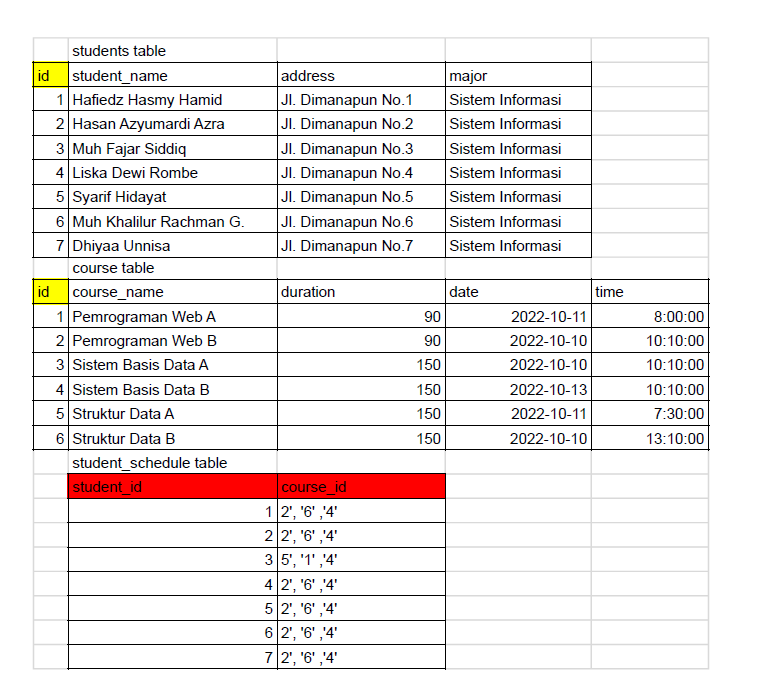 students table
id student_name address major
1 Hafiedz Hasmy Hamid Jl. Dimanapun No.1 Sistem Informasi
2 Hasan Azyumardi Azra Jl. Dimanapun No.2 Sistem Informasi
3 Muh Fajar Siddiq Jl. Dimanapun No.3 Sistem Informasi
4 Liska Dewi Rombe Jl. Dimanapun No.4 Sistem Informasi
5 Syarif Hidayat Jl. Dimanapun No.5 Sistem Informasi
6 Muh Khalilur Rachman G. Jl. Dimanapun No.6 Sistem Informasi
7 Dhiyaa Unnisa Jl. Dimanapun No.7 Sistem Informasi
course table
id course_name duration date time
1 Pemrograman Web A 90 2022-10-11 8:00:00
2 Pemrograman Web B 90 2022-10-10 10:10:00
3 Sistem Basis Data A 150 2022-10-10 10:10:00
4 Sistem Basis Data B 150 2022-10-13 10:10:00
5 Struktur Data A 150 2022-10-11 7:30:00
6 Struktur Data B 150 2022-10-10 13:10:00
student_schedule table
student_id course_id
1 2', '6' ,'4'
2 2', '6' ,'4'
3 5', '1' ,'4'
4 2', '6' ,'4'
5 2', '6' ,'4'
6 2', '6' ,'4'
7 2', '6' ,'4'